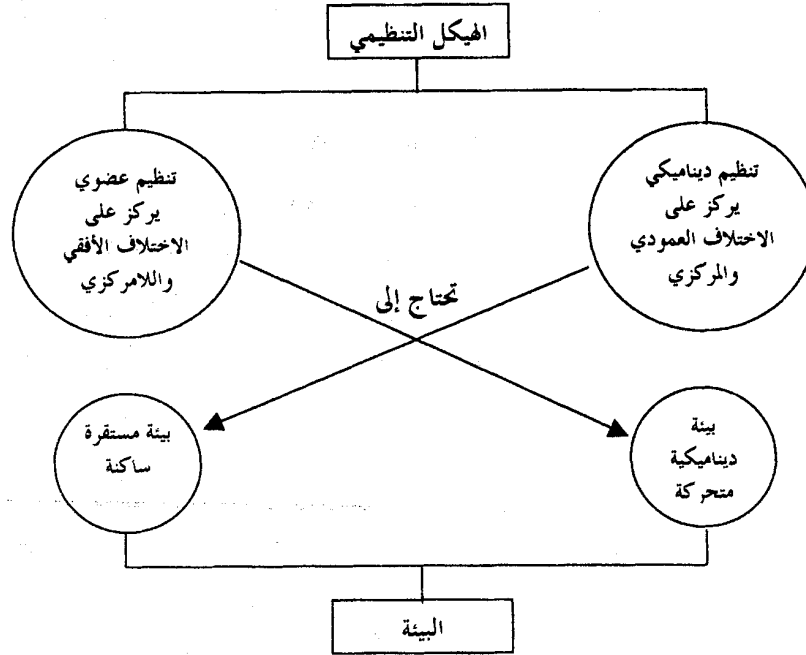 الهيكل التنظيمي
تنظيم ديناميكي
يركز على
الاختلاف العمودي
والمركزي
تنظيم عضوي
يركز على
الاختلاف الأفقي
واللامركزي
تحتاج إلى
بيئة
ديناميكية
متحركة
بيئة مستقرة
ساكنة
البيئة